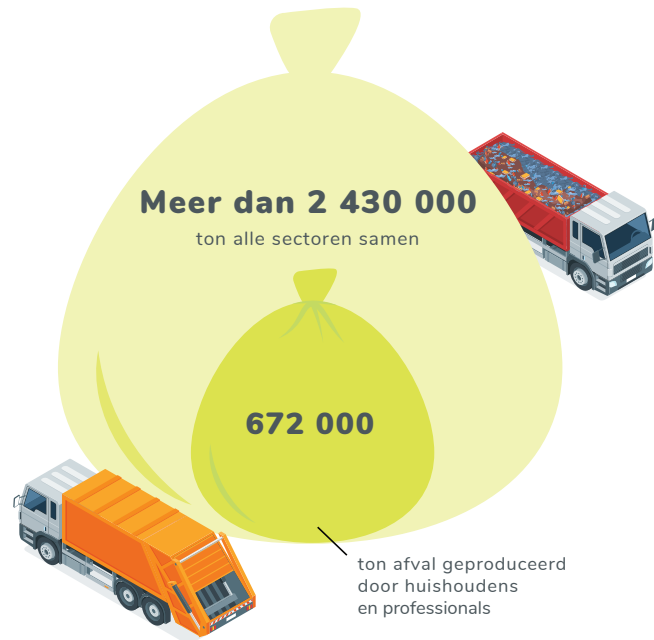 Meer dan 2 430 000
ton alle sectoren samen
672 000
ton afval geproduceerd
door huishoudens
en professionals